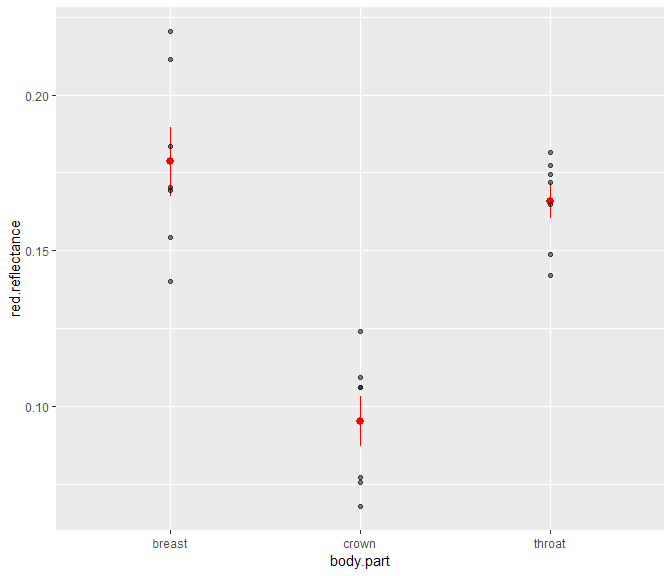 red.reflectance
0.20
0.15
0.10
breast crown throat
body.part